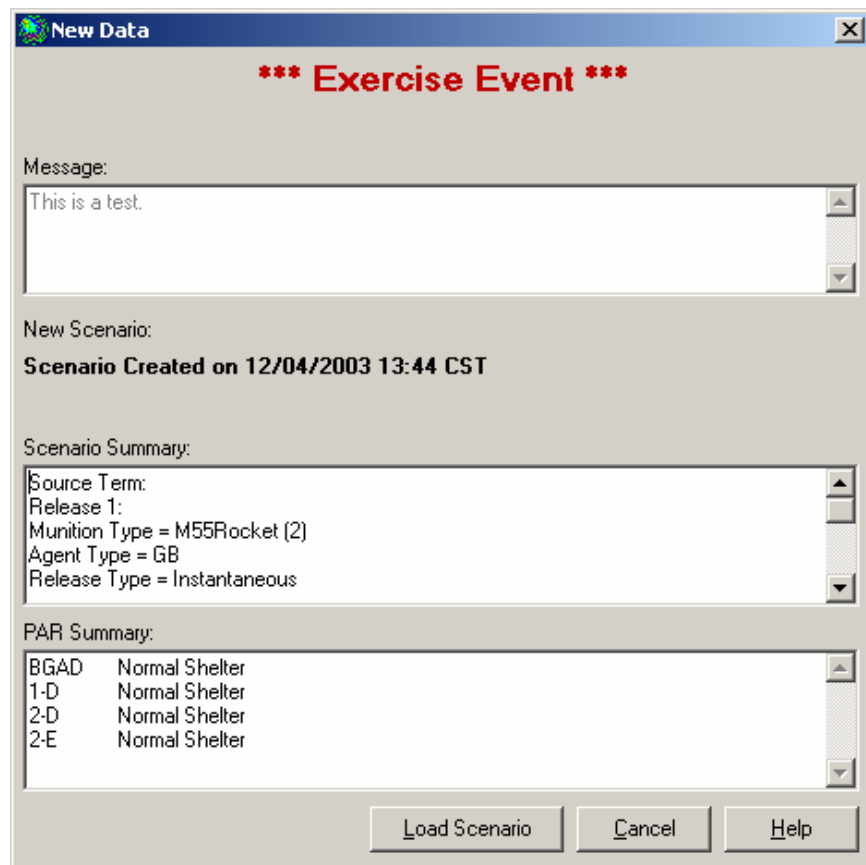 New Data
*** Exercise Event ***
Message:
This is a test.
New Scenario:
Scenario Created on 12/04/2003 13:44 CST
Scenario Summary:
Source Term:
Release 1:
Munition Type = M55Rocket (2)
Agent Type = GB
Release Type = Instantaneous
PAR Summary:
BGAD Normal Shelter
1-D Normal Shelter
2-D Normal Shelter
2-E Normal Shelter
Load Scenario Cancel Help